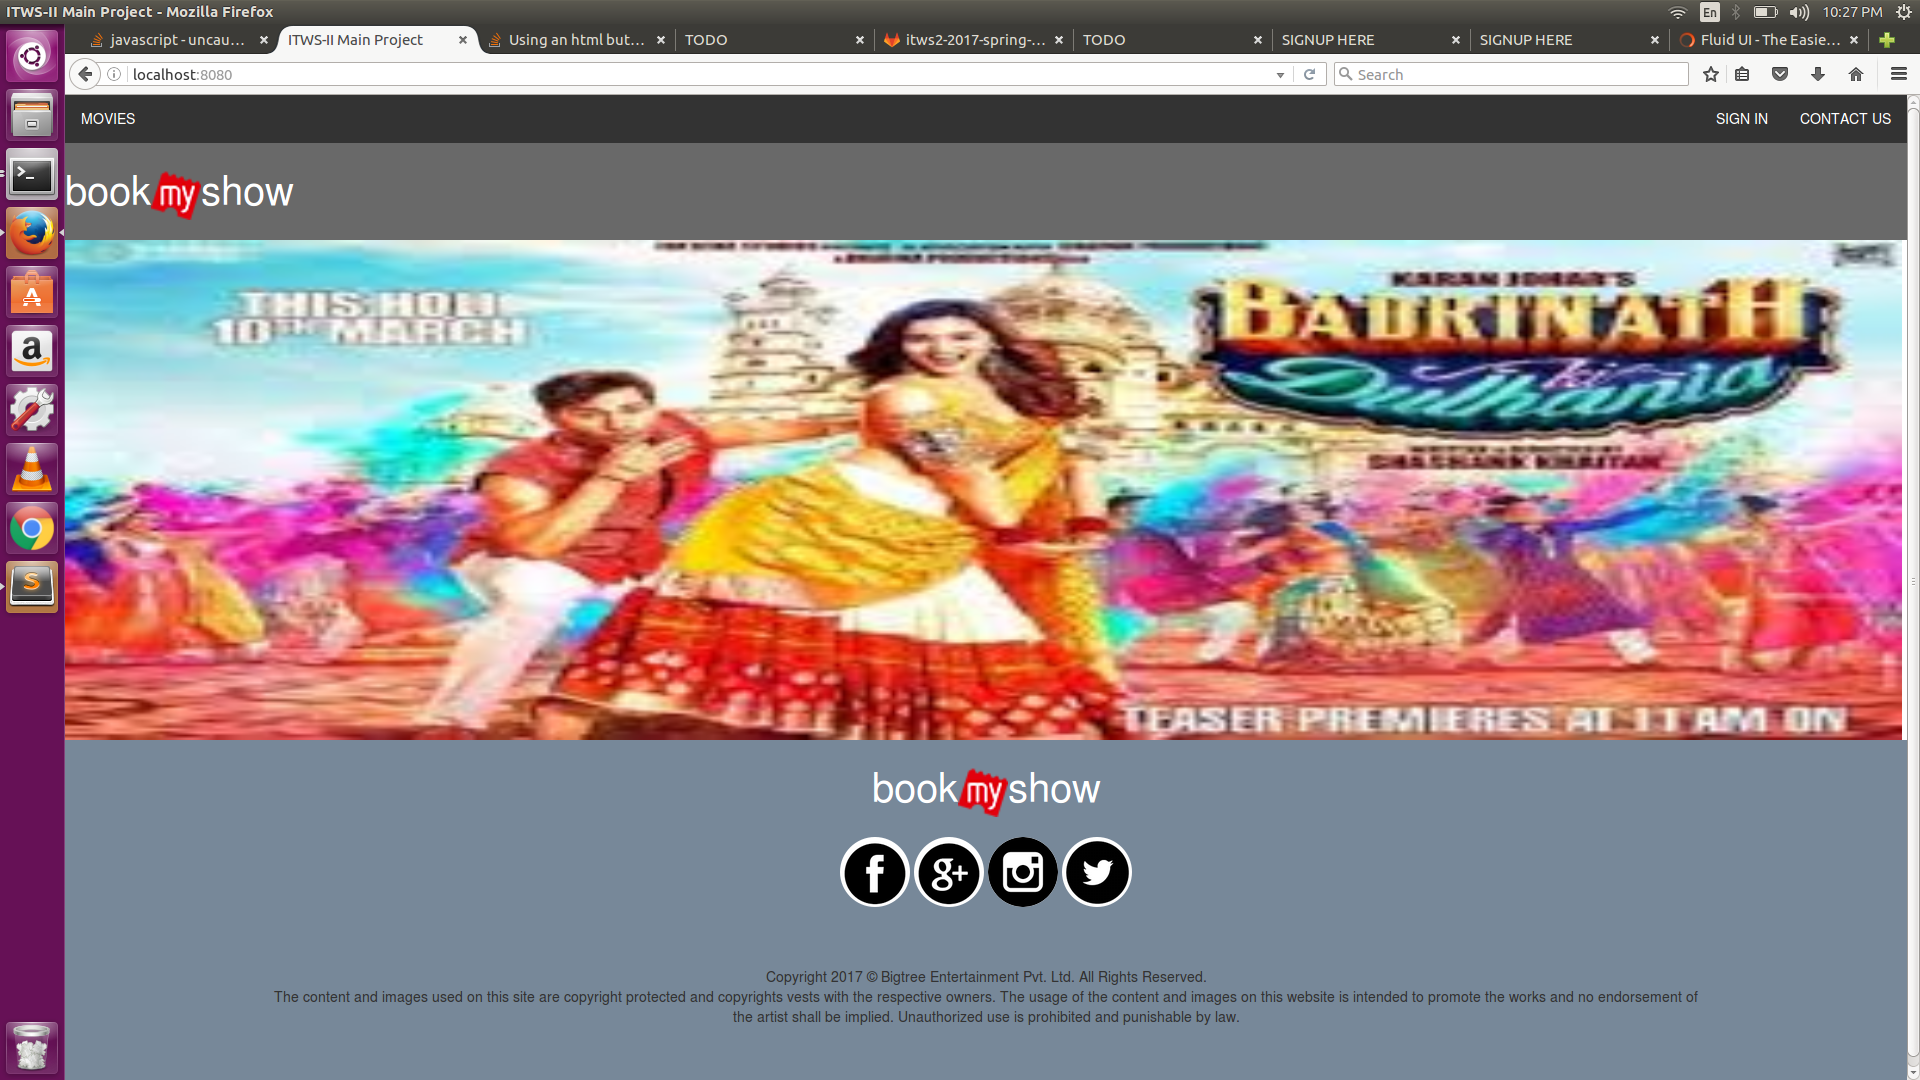 ITWS-II Main Project - Mozilla Firefox
En
10:27 PM
javascript - uncau...
ITWS-II Main Project
Using an html but...
TODO
itws2-2017-spring-...
TODO
SIGNUP HERE
SIGNUP HERE
Fluid UI - The Easie...
localhost:8080
Search
MOVIES
SIGN IN
CONTACT US
bookmyshow
THIS HOLI
10TH MARCH
KARAN JOHAR'S
BADRINATH
ki
Dulhania
SHASHANK KHAITAN
TEASER PREMIERES AT 11 AM ON
bookmyshow
f
g+
Copyright 2017 © Bigtree Entertainment Pvt. Ltd. All Rights Reserved.
The content and images used on this site are copyright protected and copyrights vests with the respective owners. The usage of the content and images on this website is intended to promote the works and no endorsement of
the artist shall be implied. Unauthorized use is prohibited and punishable by law.